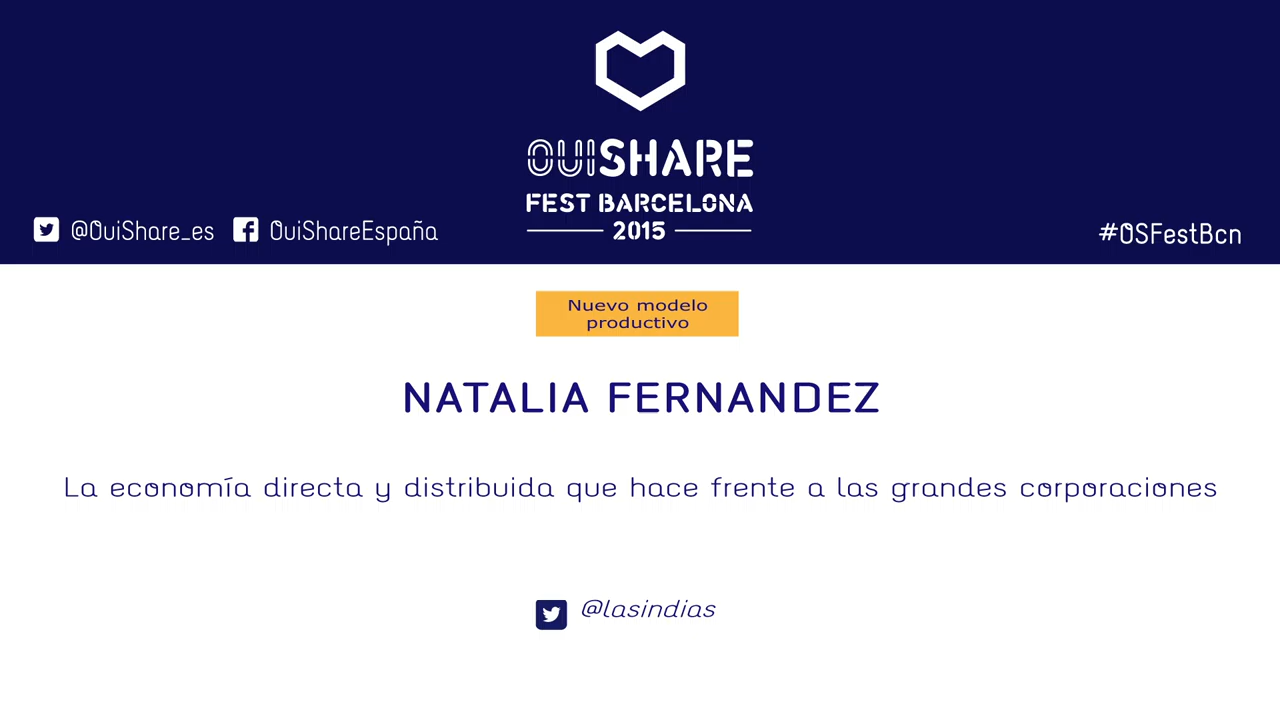 OUISHARE
FEST BARCELONA
2015
@OuiShare_es OuiShareEspaña
#OSFestBcn
Nuevo modelo
productivo
NATALIA FERNANDEZ
La economía directa y distribuida que hace frente a las grandes corporaciones
@lasindias